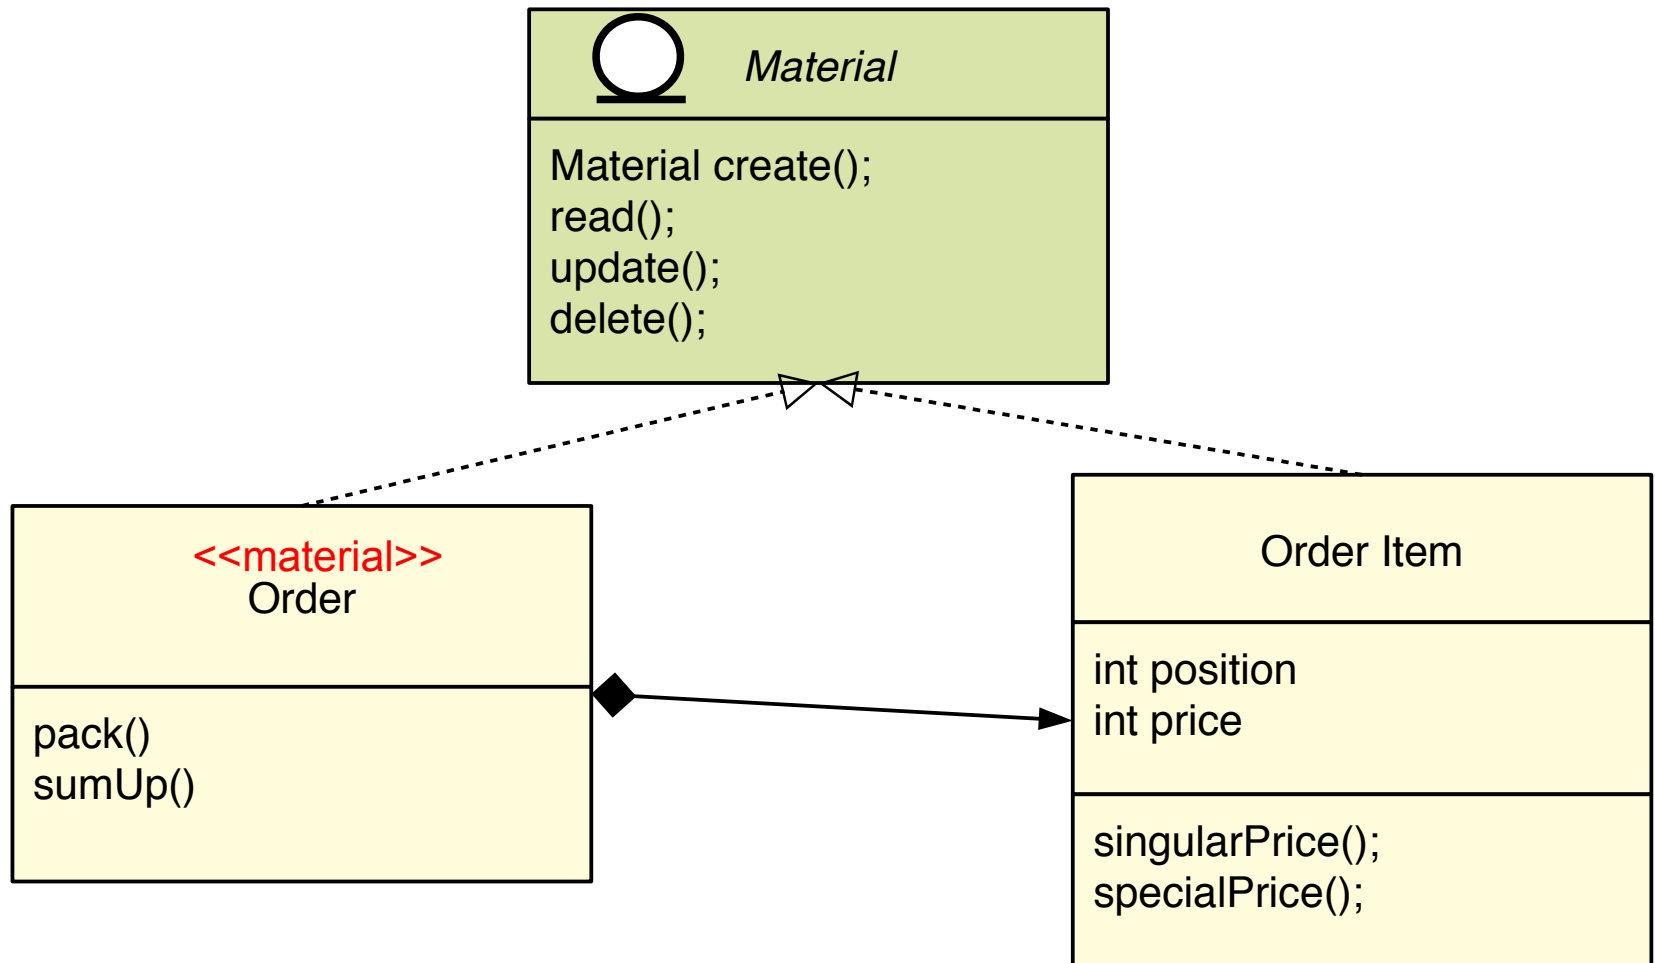 Material
Material create();
read();
update();
delete();
<<material>>
Order
pack()
sumUp()
Order Item
int position
int price
singularPrice();
specialPrice();